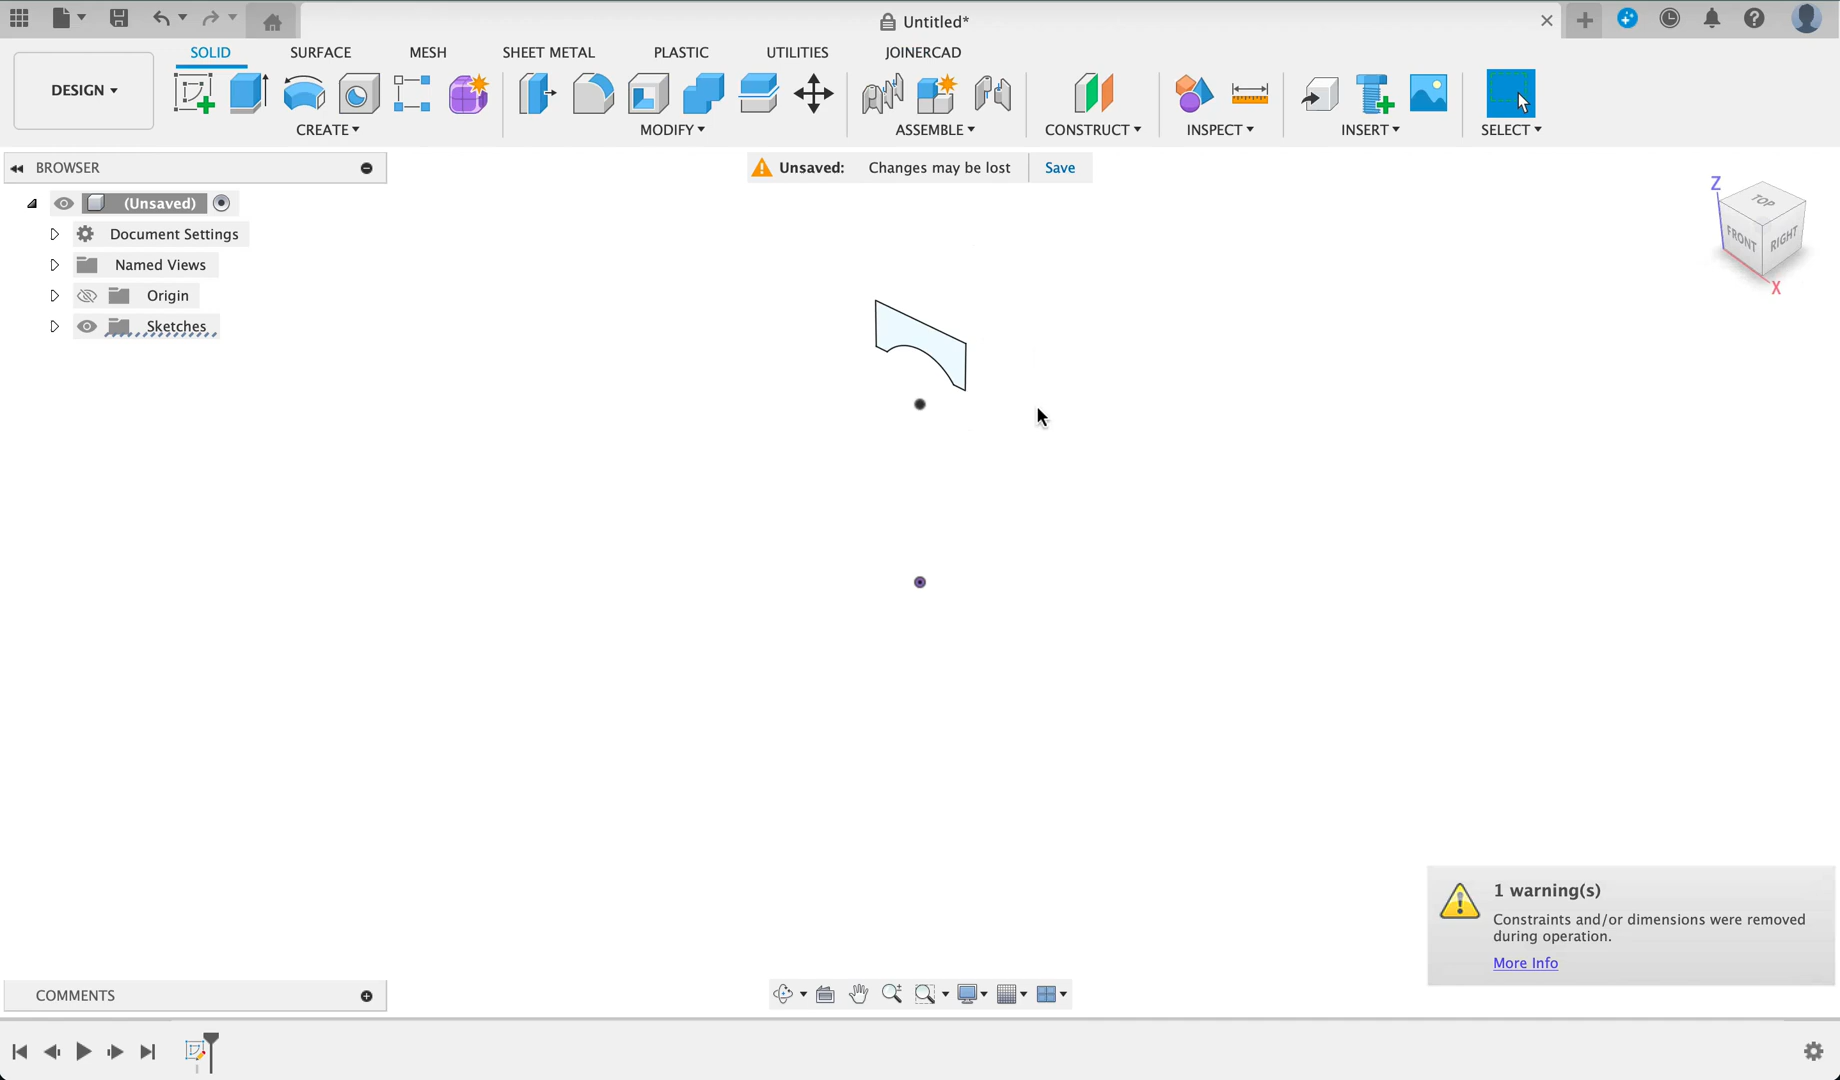 Untitled*
SOLID SURFACE MESH SHEET METAL PLASTIC UTILITIES JOINERCAD
DESIGN
CREATE MODIFY ASSEMBLE CONSTRUCT INSPECT INSERT SELECT
BROWSER
Unsaved: Changes may be lost Save
(Unsaved)
Document Settings
Named Views
Origin
Sketches
Z
TOP
FRONT RIGHT
X
1 warning(s)
Constraints and/or dimensions were removed
during operation.
More Info
COMMENTS